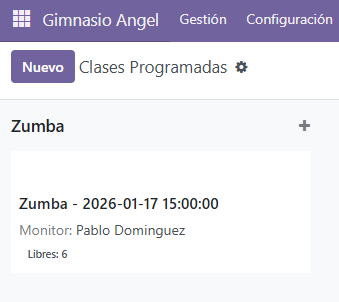 Gimnasio Angel Gestión Configuración
Nuevo Clases Programadas
Zumba
Zumba - 2026-01-17 15:00:00
Monitor: Pablo Dominguez
Libres: 6